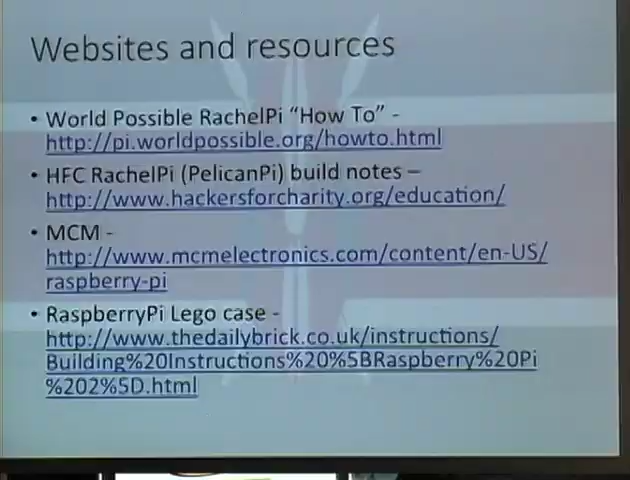 Websites and resources
• World Possible RachelPi “How To” -
http://pi.worldpossible.org/howto.html
• HFC RachelPi (PelicanPi) build notes –
http://www.hackersforcharity.org/education/
• MCM -
http://www.mcmelectronics.com/content/en-US/
raspberry-pi
• RaspberryPi Lego case -
http://www.thedailybrick.co.uk/instructions/
Building%20Instructions%20%5BRaspberry%20Pi
%202%5D.html